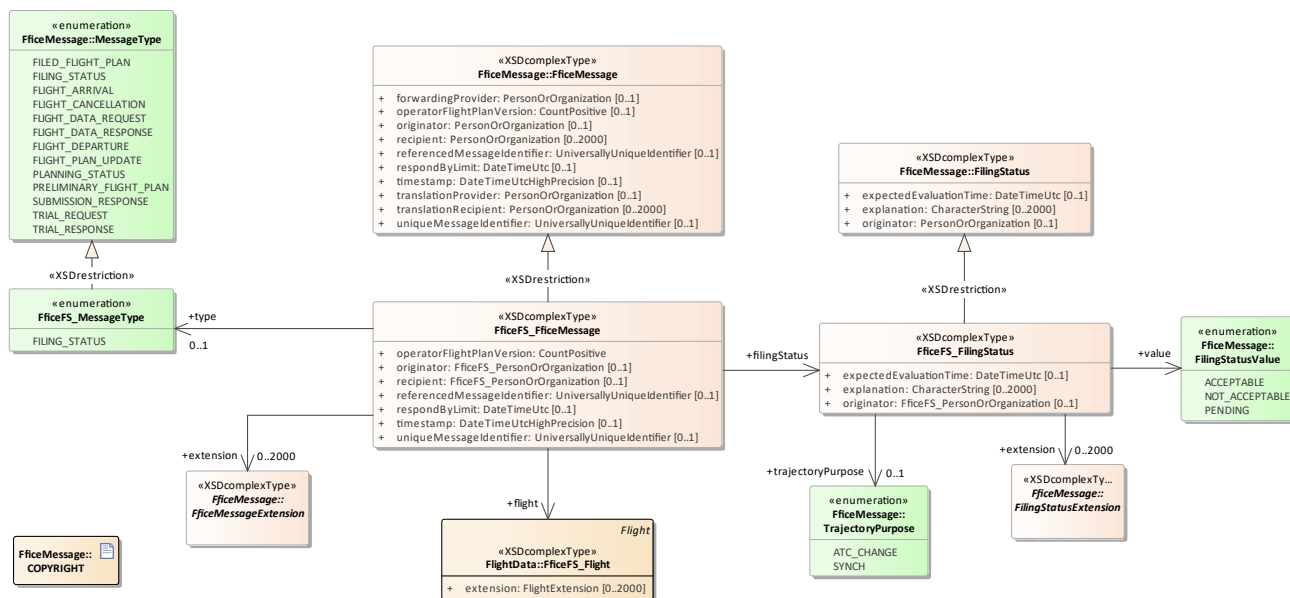 «enumeration»
FficeMessage::MessageType
FILED_FLIGHT_PLAN
FILING_STATUS
FLIGHT_ARRIVAL
FLIGHT_CANCELLATION
FLIGHT_DATA_REQUEST
FLIGHT_DATA_RESPONSE
FLIGHT_DEPARTURE
FLIGHT_PLAN_UPDATE
PLANNING_STATUS
PRELIMINARY_FLIGHT_PLAN
SUBMISSION_RESPONSE
TRIAL_REQUEST
TRIAL_RESPONSE
«XSDcomplexType»
FficeMessage::FficeMessage
+ forwardingProvider: PersonOrOrganization [0..1]
+ operatorFlightPlanVersion: CountPositive [0..1]
+ originator: PersonOrOrganization [0..1]
+ recipient: PersonOrOrganization [0..2000]
+ referencedMessageIdentifier: UniversallyUniqueIdentifier [0..1]
+ respondByLimit: DateTimeUtc [0..1]
+ timestamp: DateTimeUtcHighPrecision [0..1]
+ translationProvider: PersonOrOrganization [0..1]
+ translationRecipient: PersonOrOrganization [0..2000]
+ uniqueMessageIdentifier: UniversallyUniqueIdentifier [0..1]
«XSDcomplexType»
FficeMessage::FilingStatus
+ expectedEvaluationTime: DateTimeUtc [0..1]
+ explanation: CharacterString [0..2000]
+ originator: PersonOrOrganization [0..1]
«XSDrestriction»
«XSDrestriction»
«XSDrestriction»
«enumeration»
FficeFS_MessageType
FILING_STATUS
+type
0..1
«XSDcomplexType»
FficeFS_FficeMessage
+ operatorFlightPlanVersion: CountPositive
+ originator: FficeFS_PersonOrOrganization [0..1]
+ recipient: FficeFS_PersonOrOrganization [0..1]
+ referencedMessageIdentifier: UniversallyUniqueIdentifier [0..1]
+ respondByLimit: DateTimeUtc [0..1]
+ timestamp: DateTimeUtcHighPrecision [0..1]
+ uniqueMessageIdentifier: UniversallyUniqueIdentifier [0..1]
+filingStatus
«XSDcomplexType»
FficeFS_FilingStatus
+ expectedEvaluationTime: DateTimeUtc [0..1]
+ explanation: CharacterString [0..2000]
+ originator: FficeFS_PersonOrOrganization [0..1]
+value
«enumeration»
FficeMessage::
FilingStatusValue
ACCEPTABLE
NOT_ACCEPTABLE
PENDING
+extension
0..2000
«XSDcomplexType»
FficeMessage::
FficeMessageExtension
+flight
Flight
«XSDcomplexType»
FlightData::FficeFS_Flight
+ extension: FlightExtension [0..2000]
+trajectoryPurpose
0..1
«enumeration»
FficeMessage::
TrajectoryPurpose
ATC_CHANGE
SYNCH
+extension
0..2000
«XSDcomplexTy...
FficeMessage::
FilingStatusExtension
FficeMessage::
COPYRIGHT